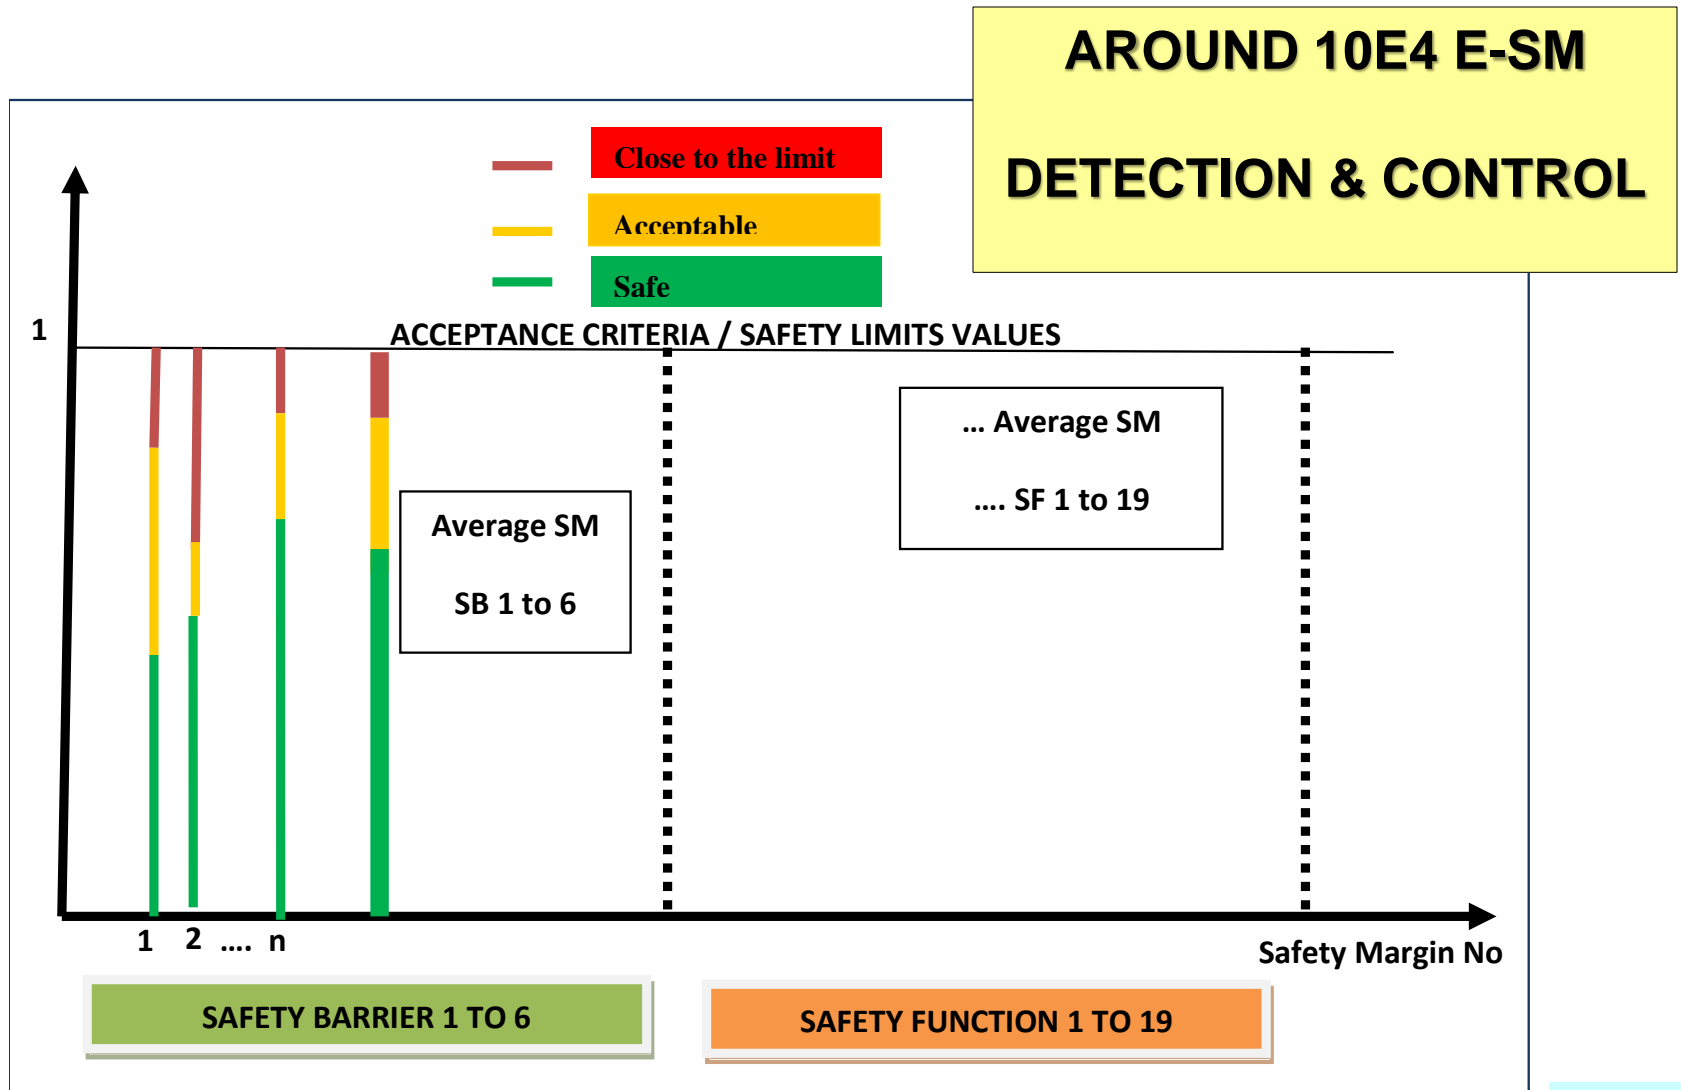 AROUND 10E4 E-SM
DETECTION & CONTROL
Close to the limit
Acceptable
Safe
1
ACCEPTANCE CRITERIA / SAFETY LIMITS VALUES
... Average SM
.... SF 1 to 19
Average SM
SB 1 to 6
1 2 .... n
Safety Margin No
SAFETY BARRIER 1 TO 6
SAFETY FUNCTION 1 TO 19